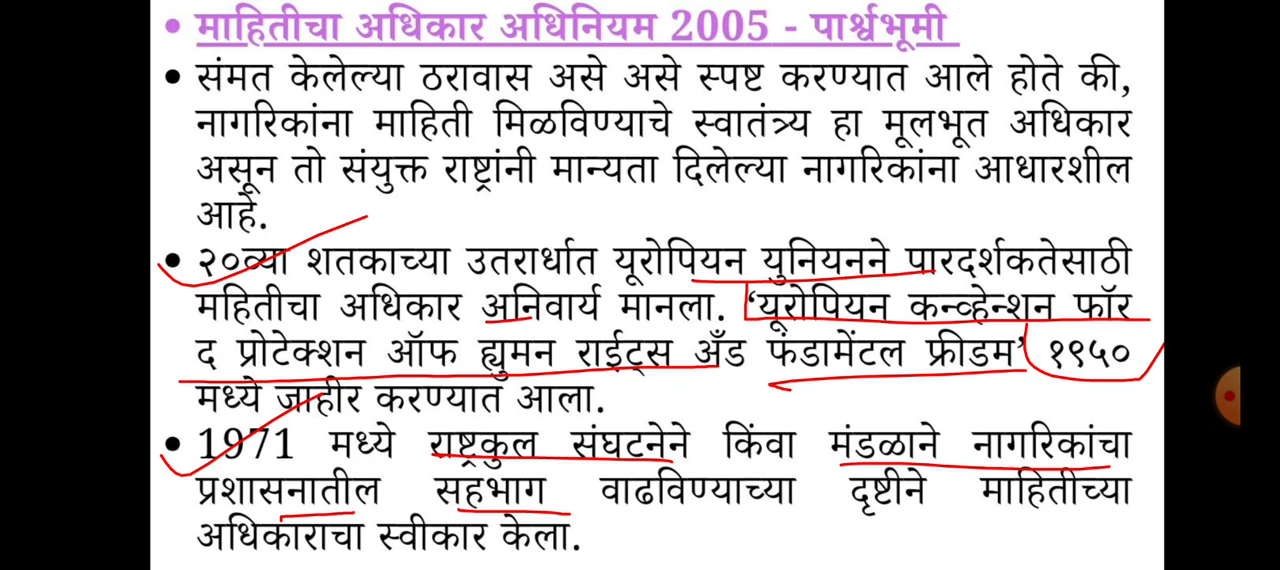 • माहितीचा अधिकार अधिनियम 2005 - पार्श्वभूमी
• संमत केलेल्या ठरावास असे असे स्पष्ट करण्यात आले होते की,
नागरिकांना माहिती मिळविण्याचे स्वातंत्र्य हा मूलभूत अधिकार
असून तो संयुक्त राष्ट्रांनी मान्यता दिलेल्या नागरिकांना आधारशील
आहे.
• २०व्या शतकाच्या उतरार्धात यूरोपियन युनियनने पारदर्शकतेसाठी
महितीचा अधिकार अनिवार्य मानला. ‘यूरोपियन कन्व्हेन्शन फॉर
द प्रोटेक्शन ऑफ ह्युमन राईट्स अँड फंडामेंटल फ्रीडम’ १९५०
मध्ये जाहीर करण्यात आला.
• 1971 मध्ये राष्ट्रकुल संघटनेने किंवा मंडळाने नागरिकांचा
प्रशासनातील सहभाग वाढविण्याच्या दृष्टीने माहितीच्या
अधिकाराचा स्वीकार केला.